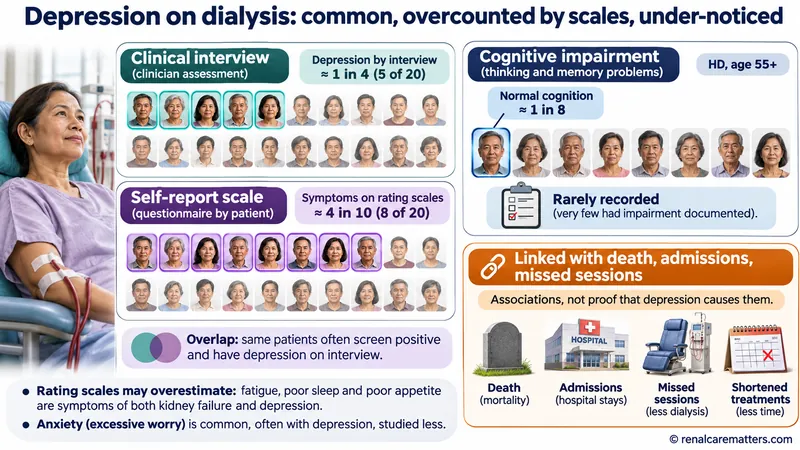 Depression on dialysis: common, overcounted by scales, under-noticed
Clinical interview
(clinician assessment)
Depression by interview
≈ 1 in 4 (5 of 20)
Self-report scale
(questionnaire by patient)
Symptoms on rating scales
≈ 4 in 10 (8 of 20)
Overlap: same patients often screen positive
and have depression on interview.
Rating scales may overestimate: fatigue, poor sleep and poor appetite
are symptoms of both kidney failure and depression.
Anxiety (excessive worry) is common, often with depression, studied less.
Cognitive impairment
(thinking and memory problems)
HD, age 55+
Normal cognition
≈ 1 in 8
Rarely recorded
(very few had impairment documented).
Linked with death, admissions,
missed sessions
Associations, not proof that depression causes them.
HOSPITAL
Death
(mortality)
Admissions
(hospital stays)
Missed
sessions
(less dialysis)
Shortened
treatments
(less time)
© renalcarematters.com